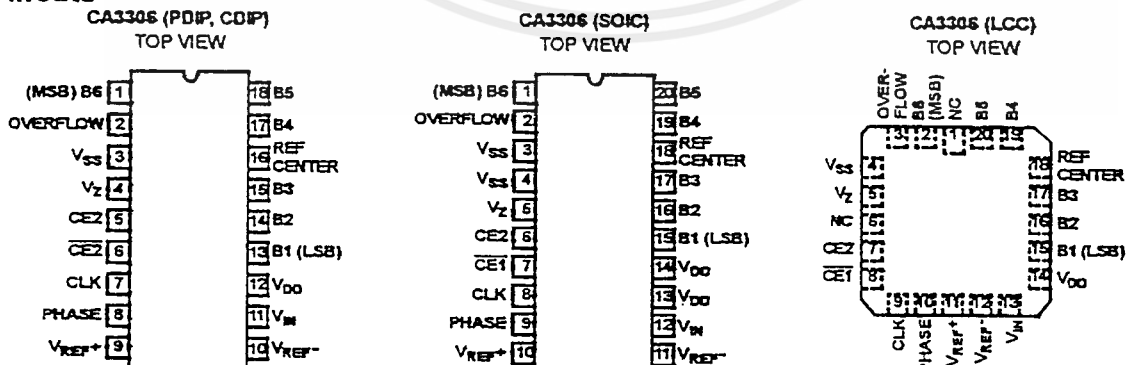 CA3306 (PDIP, CDIP)
TOP VIEW
(MSB) B6 1
OVERFLOW 2
VSS 3
VZ 4
CE2 5
CE2 6
CLK 7
PHASE 8
VREF+ 9
18 B5
17 B4
16 REF
CENTER
15 B3
14 B2
13 B1 (LSB)
12 VDD
11 VIN
10 VREF-
CA3306 (SOIC)
TOP VIEW
(MSB) B6 1
OVERFLOW 2
VSS 3
VSS 4
VZ 5
CE2 6
CE1 7
CLK 8
PHASE 9
VREF+ 10
20 B5
19 B4
18 REF
CENTER
17 B3
16 B2
15 B1 (LSB)
14 VDD
13 VDD
12 VIN
11 VREF-
CA3306 (LCC)
TOP VIEW
OVER-
FLOW
B6
(MSB)
NC
B5
B4
3 2 1 20 19
VSS 4
VZ 5
NC 6
CE2 7
CE1 8
18 REF
CENTER
17 B3
16 B2
15 B1 (LSB)
14 VDD
9 10 11 12 13
CLK
PHASE
VREF+
VREF-
VIN